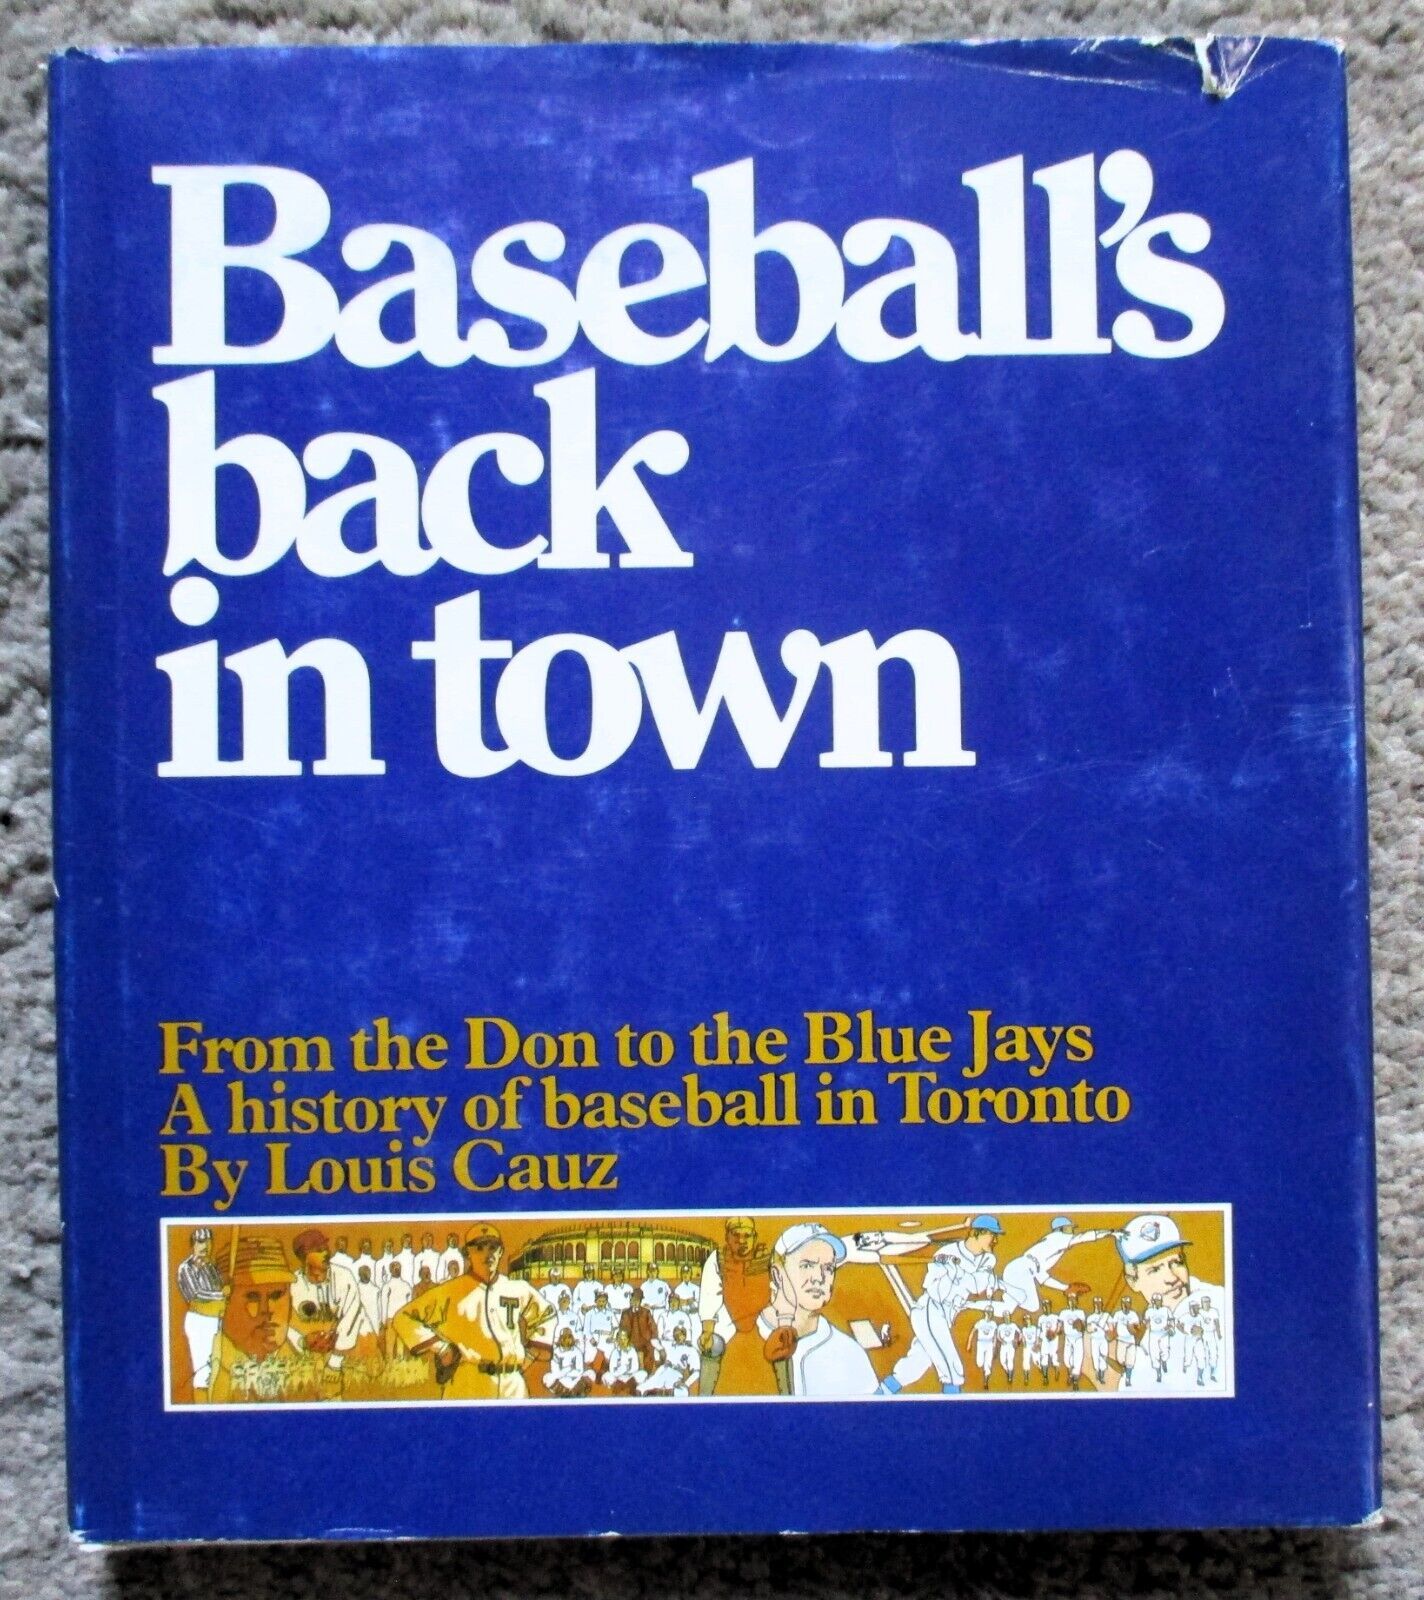 Baseball's
back
in town
From the Don to the Blue Jays
A history of baseball in Toronto
By Louis Cauz
T